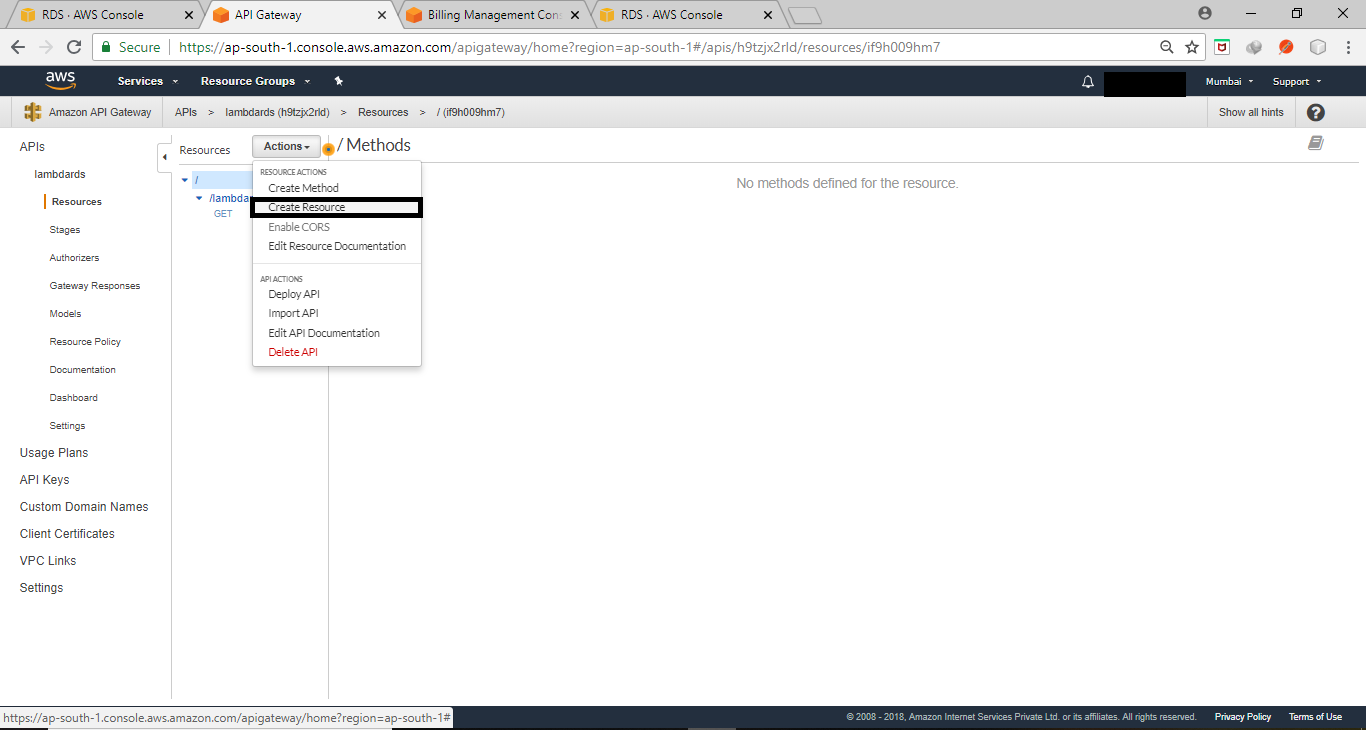 RDS · AWS Console
API Gateway
Billing Management Con
RDS · AWS Console
Secure
https://ap-south-1.console.aws.amazon.com/apigateway/home?region=ap-south-1#/apis/h9tzjx2rld/resources/if9h009hm7
aws Services Resource Groups Mumbai Support
Amazon API Gateway APIs > lambdards (h9tzjx2rld) > Resources > / (if9h009hm7) Show all hints ?
APIs
lambdards
Resources
Stages
Authorizers
Gateway Responses
Models
Resource Policy
Documentation
Dashboard
Settings
Usage Plans
API Keys
Custom Domain Names
Client Certificates
VPC Links
Settings
Resources
Actions
/
/lambda
GET
RESOURCE ACTIONS
Create Method
Create Resource
Enable CORS
Edit Resource Documentation
API ACTIONS
Deploy API
Import API
Edit API Documentation
Delete API
/ Methods
No methods defined for the resource.
https://ap-south-1.console.aws.amazon.com/apigateway/home?region=ap-south-1#
© 2008 - 2018, Amazon Internet Services Private Ltd. or its affiliates. All rights reserved. Privacy Policy Terms of Use